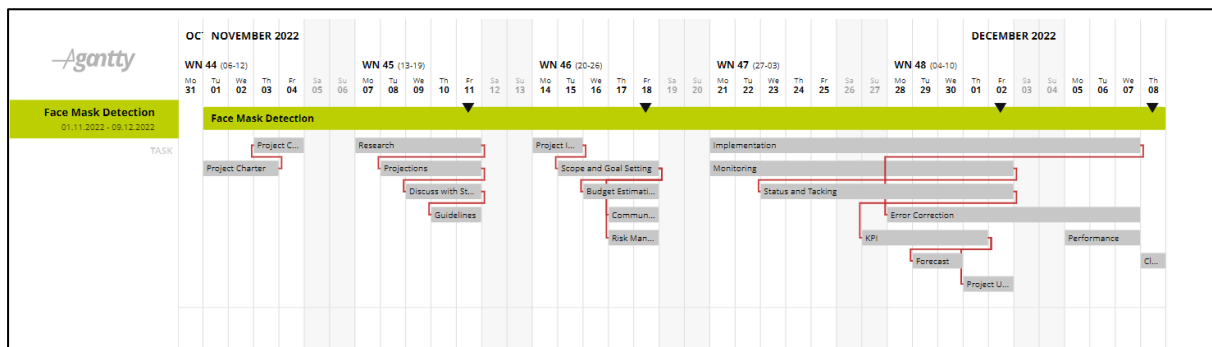 OCT NOVEMBER 2022 DECEMBER 2022
Agantty
WN 44 (06-12) WN 45 (13-19) WN 46 (20-26) WN 47 (27-03) WN 48 (04-10)
Mo Tu We Th Fr Sa Su Mo Tu We Th Fr Sa Su Mo Tu We Th Fr Sa Su Mo Tu We Th Fr Sa Su Mo Tu We Th Fr Sa Su Mo Tu We Th
31 01 02 03 04 05 06 07 08 09 10 11 12 13 14 15 16 17 18 19 20 21 22 23 24 25 26 27 28 29 30 01 02 03 04 05 06 07 08
Face Mask Detection
01.11.2022 - 09.12.2022
Face Mask Detection
TASK
Project C... Research Project I... Implementation
Project Charter Projections Scope and Goal Setting Monitoring
Discuss with St... Budget Estimati... Status and Tacking
Guidelines Commun... Error Correction
Risk Man... KPI Performance
Forecast Cl...
Project U...